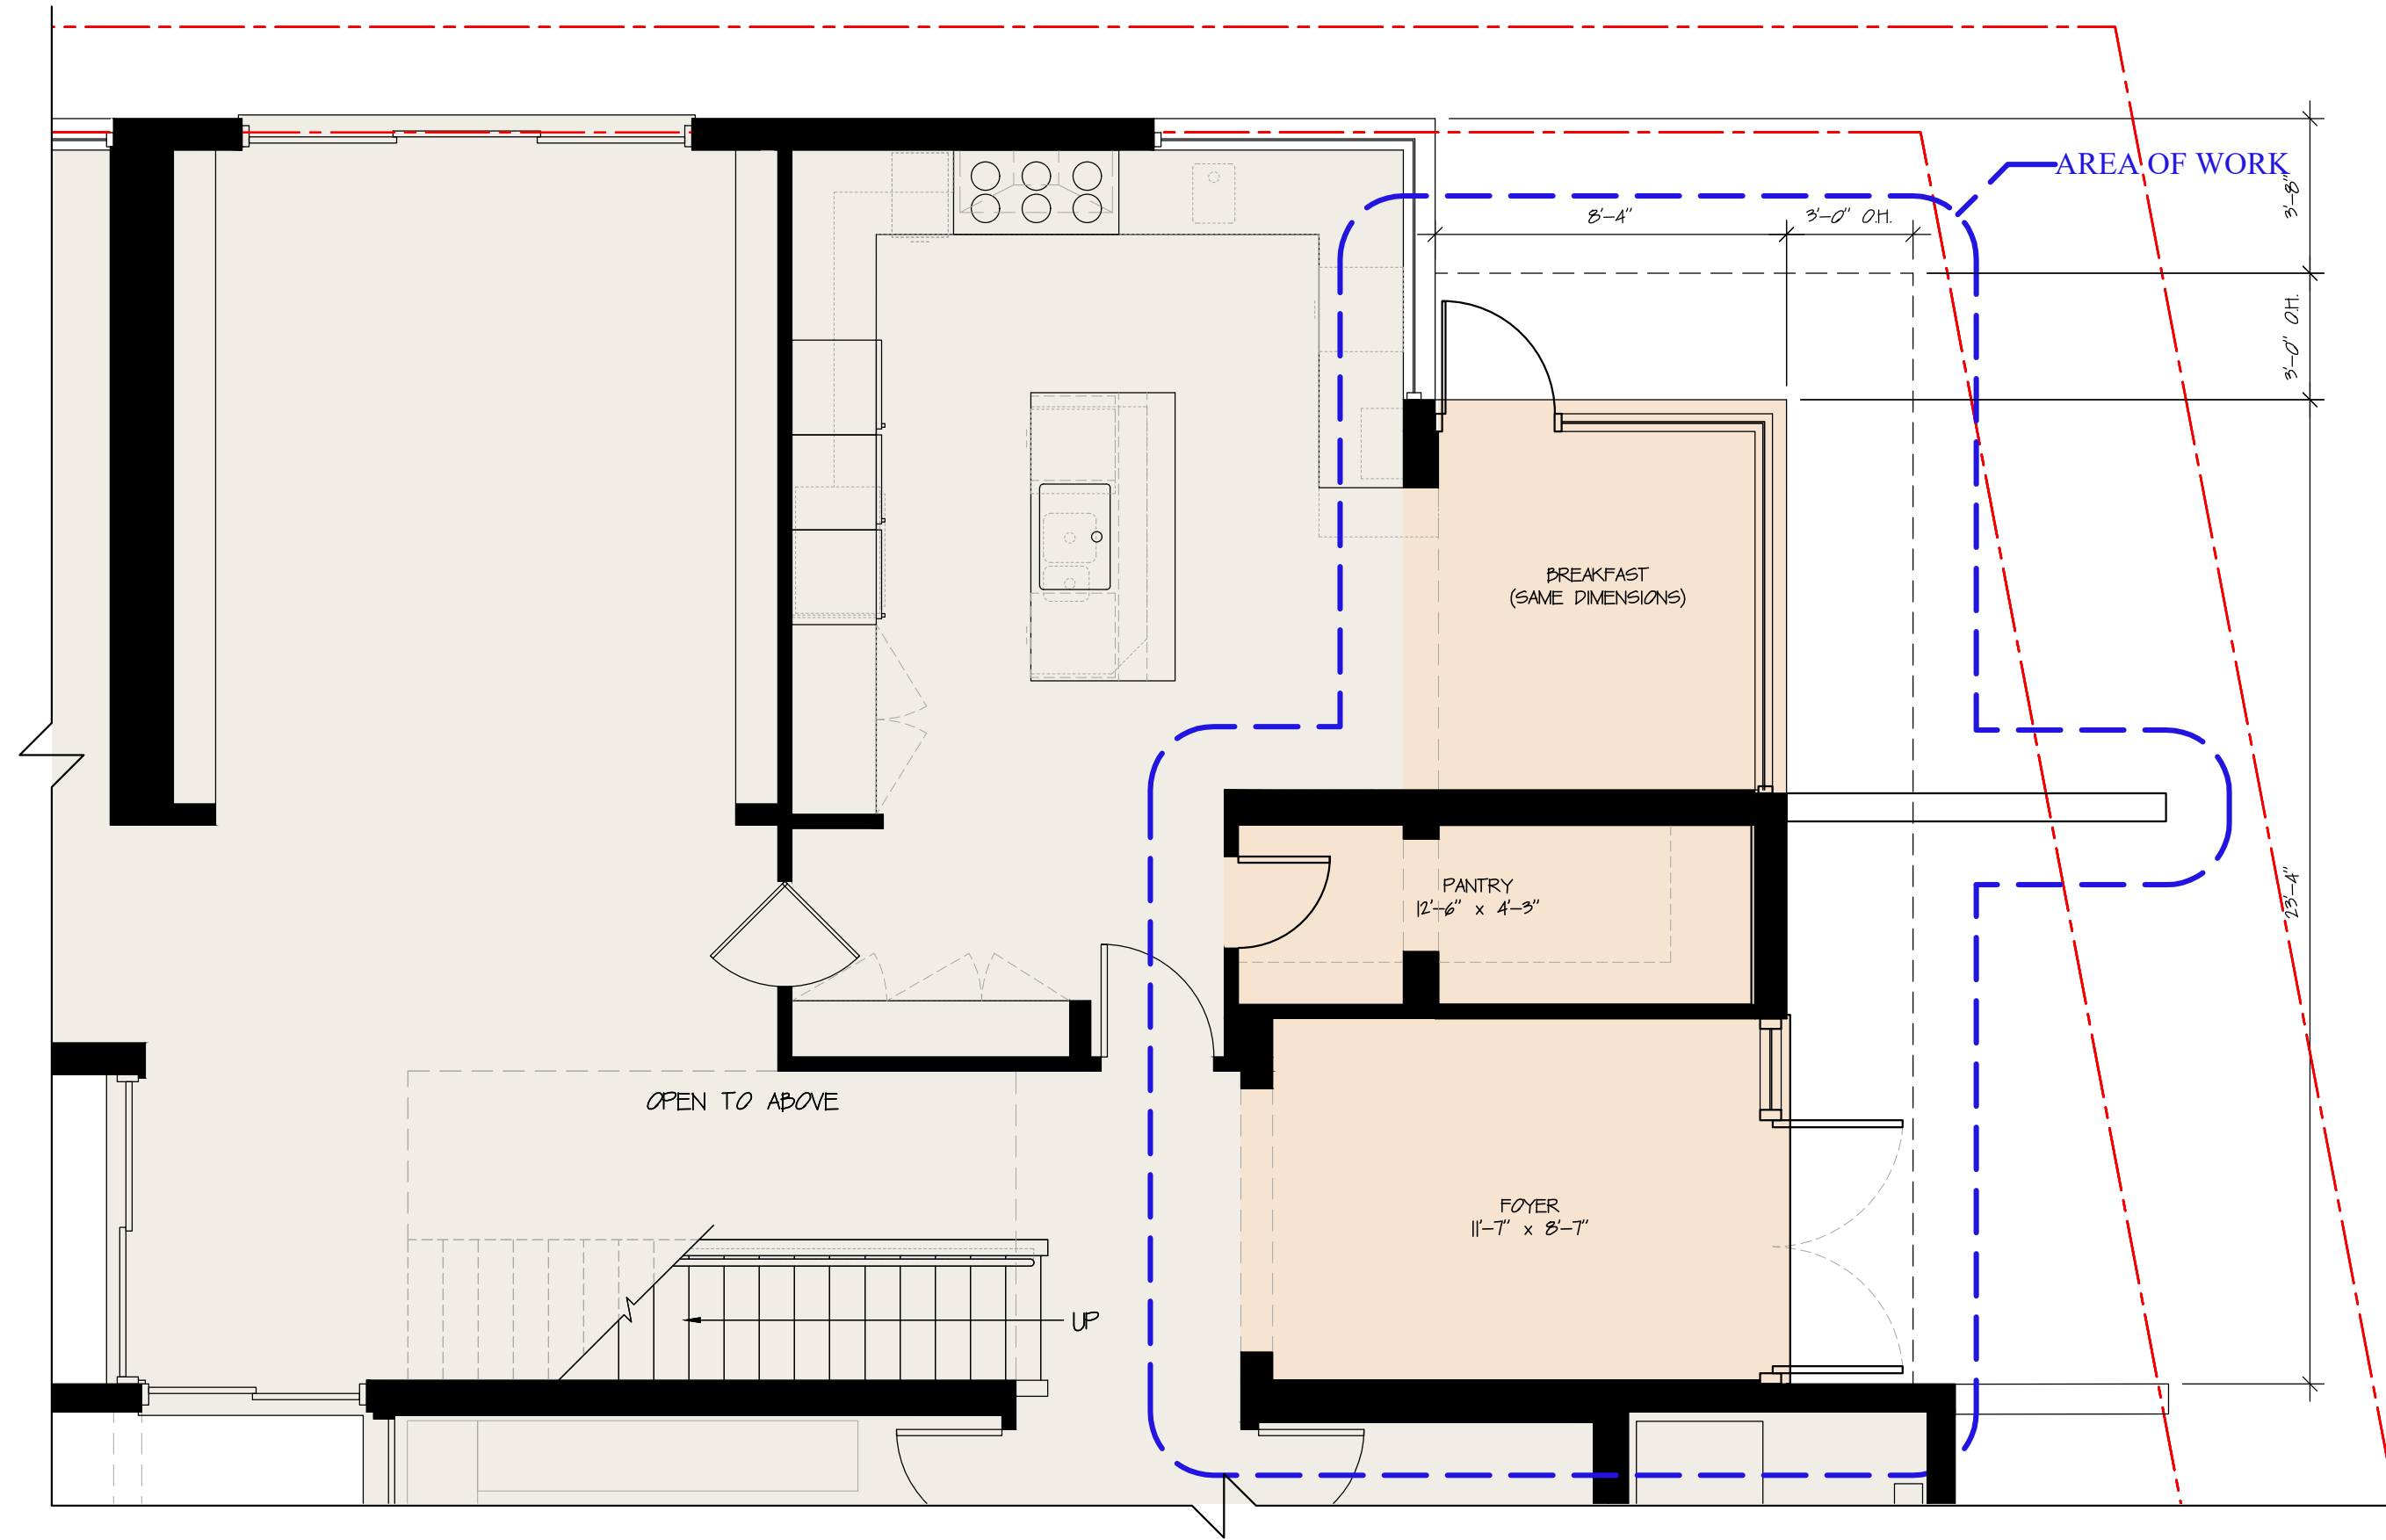 AREA OF WORK
3'-8"
8'-4"
3'-0" O.H.
3'-0" O.H.
BREAKFAST
(SAME DIMENSIONS)
PANTRY
12'-6" x 4'-3"
23'-4"
OPEN TO ABOVE
FOYER
11'-7" x 8'-7"
UP